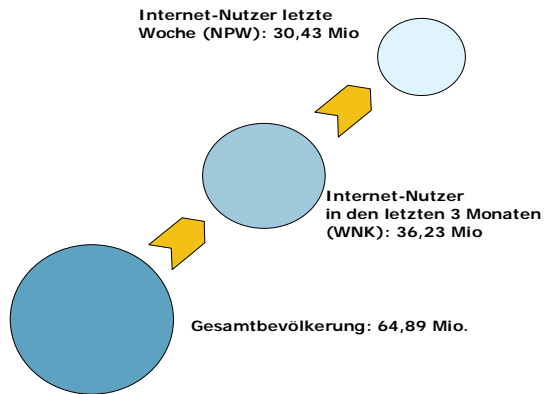 Internet-Nutzer letzte
Woche (NPW): 30,43 Mio
Internet-Nutzer
in den letzten 3 Monaten
(WNK): 36,23 Mio
Gesamtbevölkerung: 64,89 Mio.